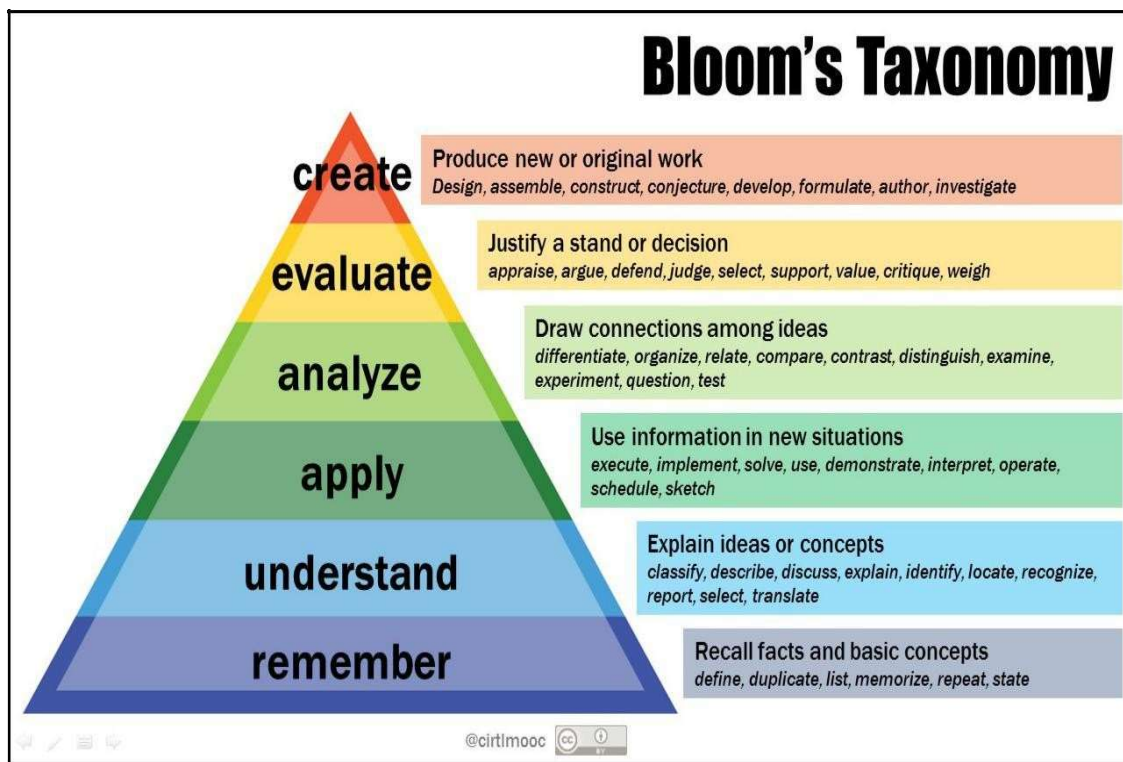 Bloom's Taxonomy
create
Produce new or original work
Design, assemble, construct, conjecture, develop, formulate, author, investigate
evaluate
Justify a stand or decision
appraise, argue, defend, judge, select, support, value, critique, weigh
analyze
Draw connections among ideas
differentiate, organize, relate, compare, contrast, distinguish, examine,
experiment, question, test
apply
Use information in new situations
execute, implement, solve, use, demonstrate, interpret, operate,
schedule, sketch
understand
Explain ideas or concepts
classify, describe, discuss, explain, identify, locate, recognize,
report, select, translate
remember
Recall facts and basic concepts
define, duplicate, list, memorize, repeat, state
@cirtlmooc
cc
BY